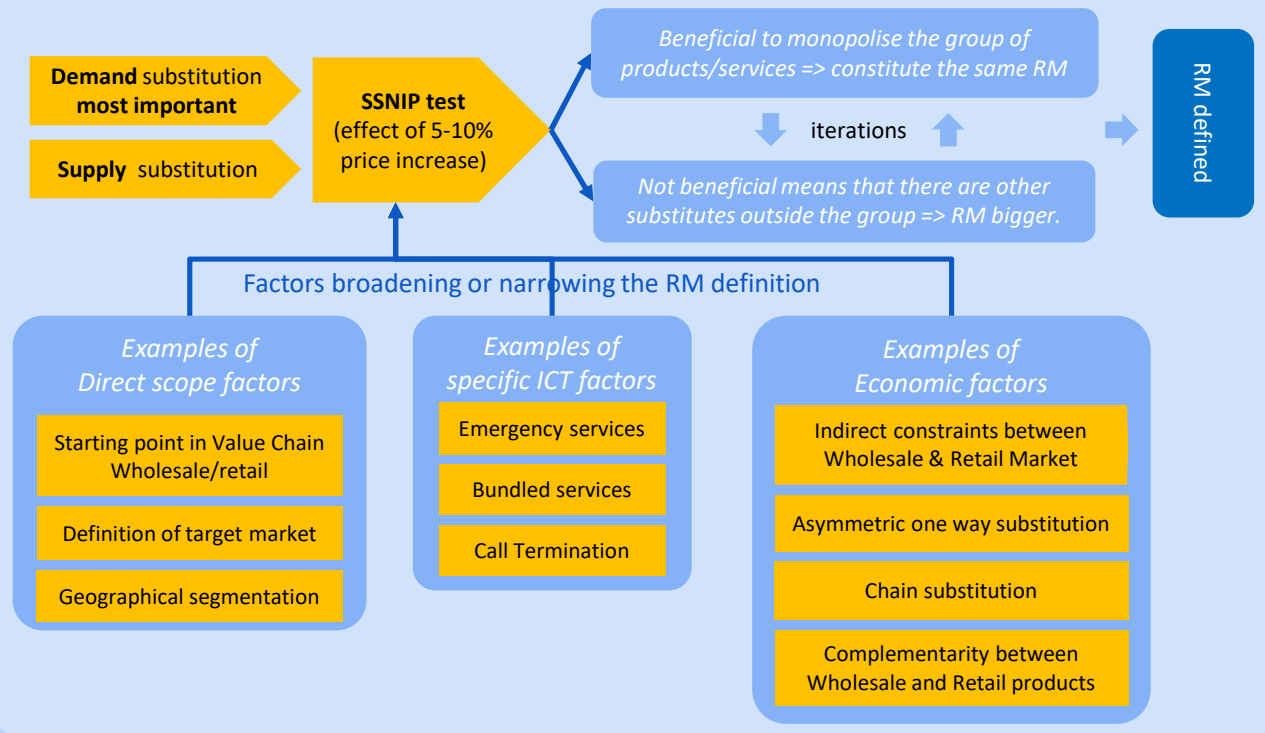 Demand substitution
most important
Supply substitution
SSNIP test
(effect of 5-10%
price increase)
Beneficial to monopolise the group of
products/services => constitute the same RM
iterations
Not beneficial means that there are other
substitutes outside the group => RM bigger.
RM defined
Factors broadening or narrowing the RM definition
Examples of
Direct scope factors
Starting point in Value Chain
Wholesale/retail
Definition of target market
Geographical segmentation
Examples of
specific ICT factors
Emergency services
Bundled services
Call Termination
Examples of
Economic factors
Indirect constraints between
Wholesale & Retail Market
Asymmetric one way substitution
Chain substitution
Complementarity between
Wholesale and Retail products